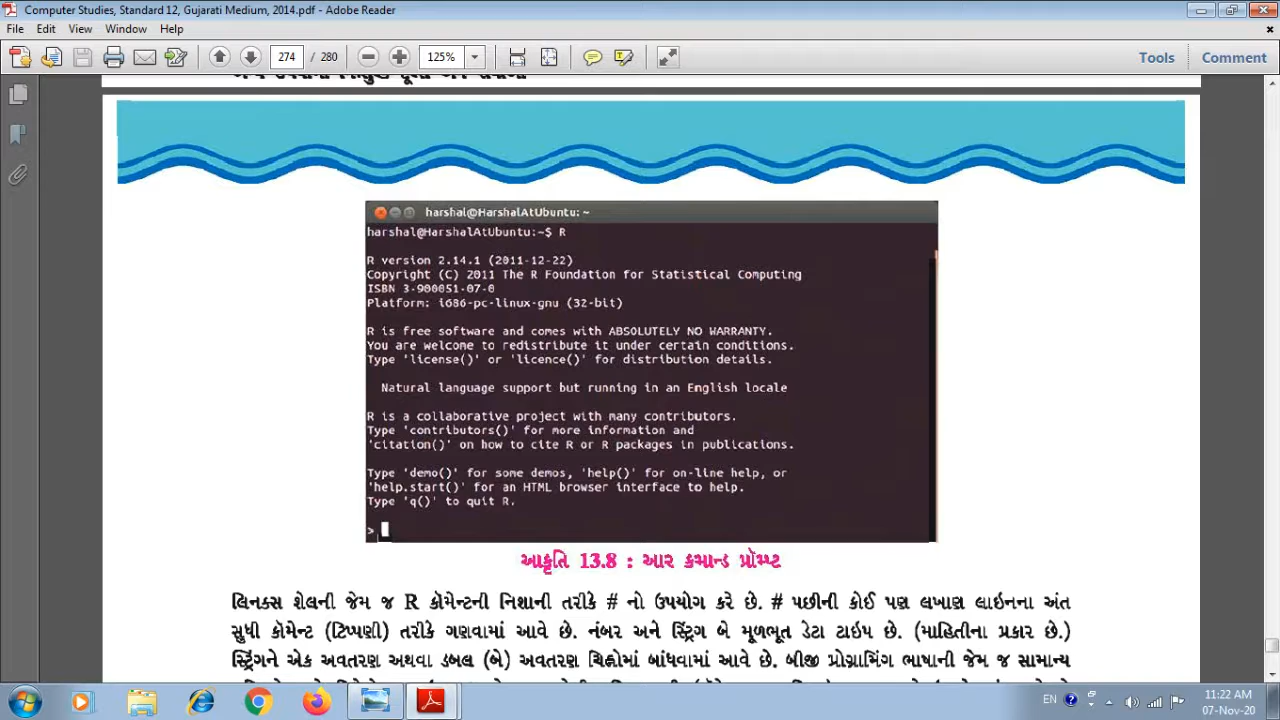 Computer Studies, Standard 12, Gujarati Medium, 2014.pdf - Adobe Reader
File Edit View Window Help
274 / 280 125% Tools Comment
harshal@HarshalAtUbuntu: ~
harshal@HarshalAtUbuntu:~$ R
R version 2.14.1 (2011-12-22)
Copyright (C) 2011 The R Foundation for Statistical Computing
ISBN 3-900051-07-0
Platform: i686-pc-linux-gnu (32-bit)
R is free software and comes with ABSOLUTELY NO WARRANTY.
You are welcome to redistribute it under certain conditions.
Type 'license()' or 'licence()' for distribution details.
Natural language support but running in an English locale
R is a collaborative project with many contributors.
Type 'contributors()' for more information and
'citation()' on how to cite R or R packages in publications.
Type 'demo()' for some demos, 'help()' for on-line help, or
'help.start()' for an HTML browser interface to help.
Type 'q()' to quit R.
>
આકૃતિ 13.8 : આર કમાન્ડ પ્રૉમ્પ્ટ
લિનક્સ શેલની જેમ જ R કૉમેન્ટની નિશાની તરીકે # નો ઉપયોગ કરે છે. # પછીની કોઈ પણ લખાણ લાઇનના અંત
સુધી કૉમેન્ટ (ટિપ્પણી) તરીકે ગણવામાં આવે છે. નંબર અને સ્ટ્રિંગ બે મૂળભૂત ડેટા ટાઇપ છે. (માહિતીના પ્રકાર છે.)
સ્ટ્રિંગને એક અવતરણ અથવા ડબલ (બે) અવતરણ ચિહ્નોમાં બાંધવામાં આવે છે. બીજી પ્રોગ્રામિંગ ભાષાની જેમ જ સામાન્ય
EN
11:22 AM
07-Nov-20